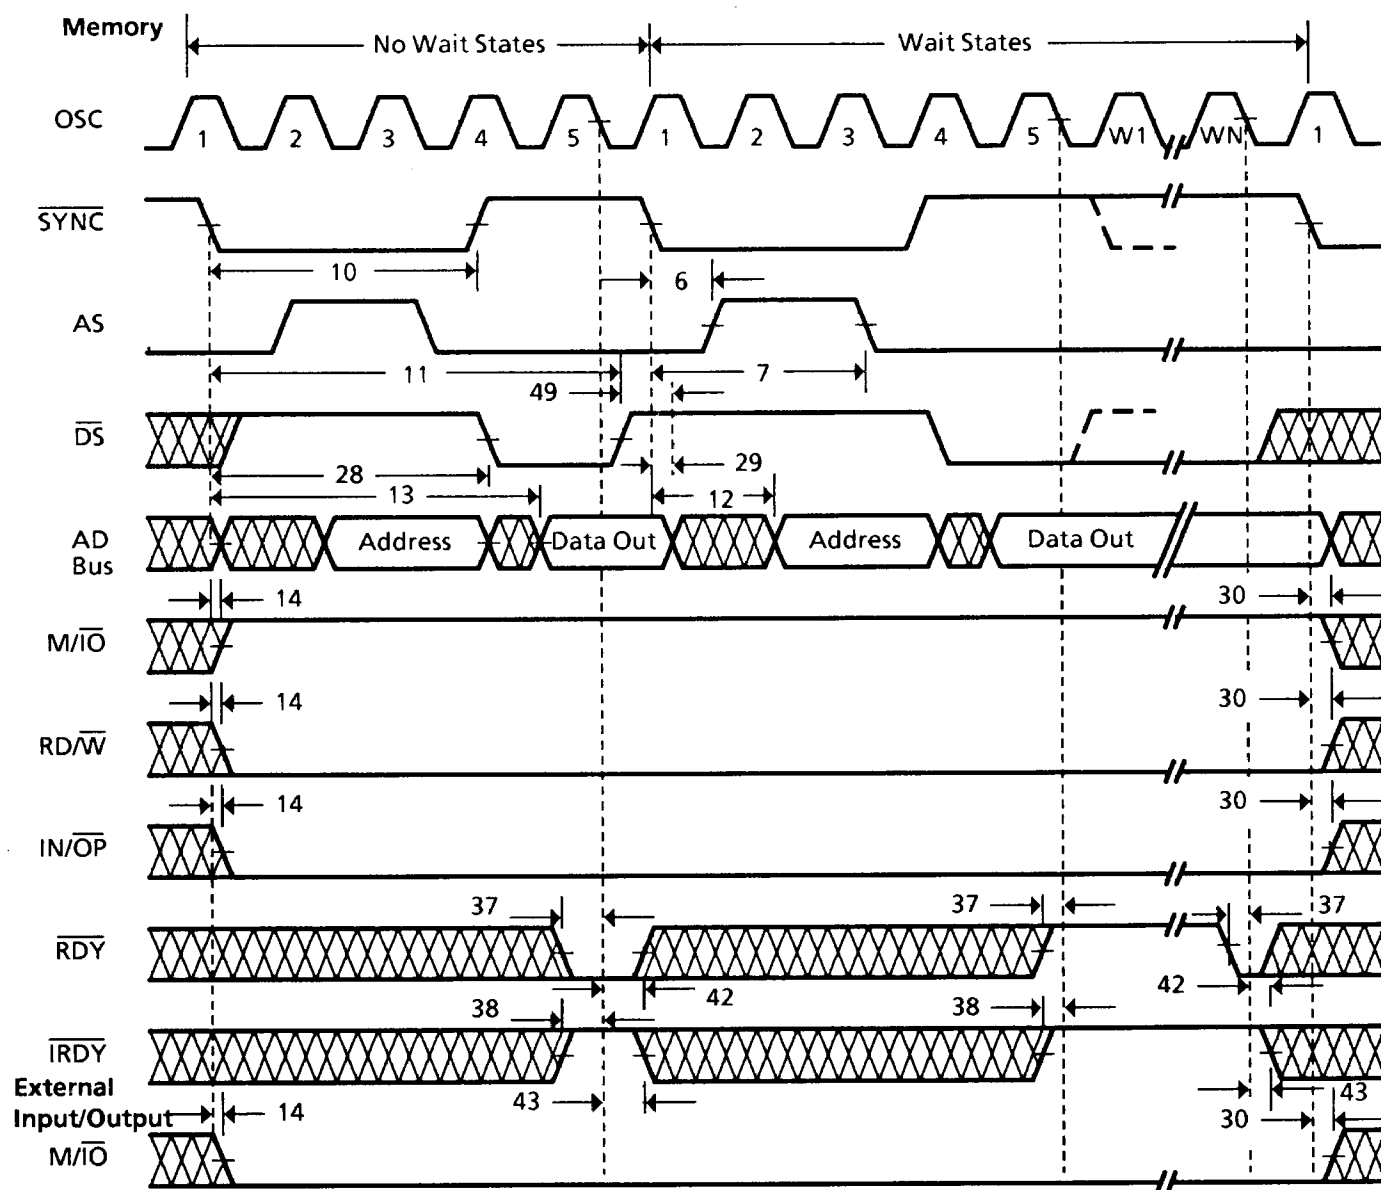 Memory
No Wait States
Wait States
OSC
1 2 3 4 5 1 2 3 4 5 W1 WN 1
SYNC
10 6
AS
11 7
49
DS
28 29
13 12
AD
Bus
Address Data Out Address Data Out
14 30
M/IO
14 30
RD/W
14 30
IN/OP
37 37 37
RDY
42 42
38 38
IRDY
External
Input/Output
14 43 30 43
M/IO